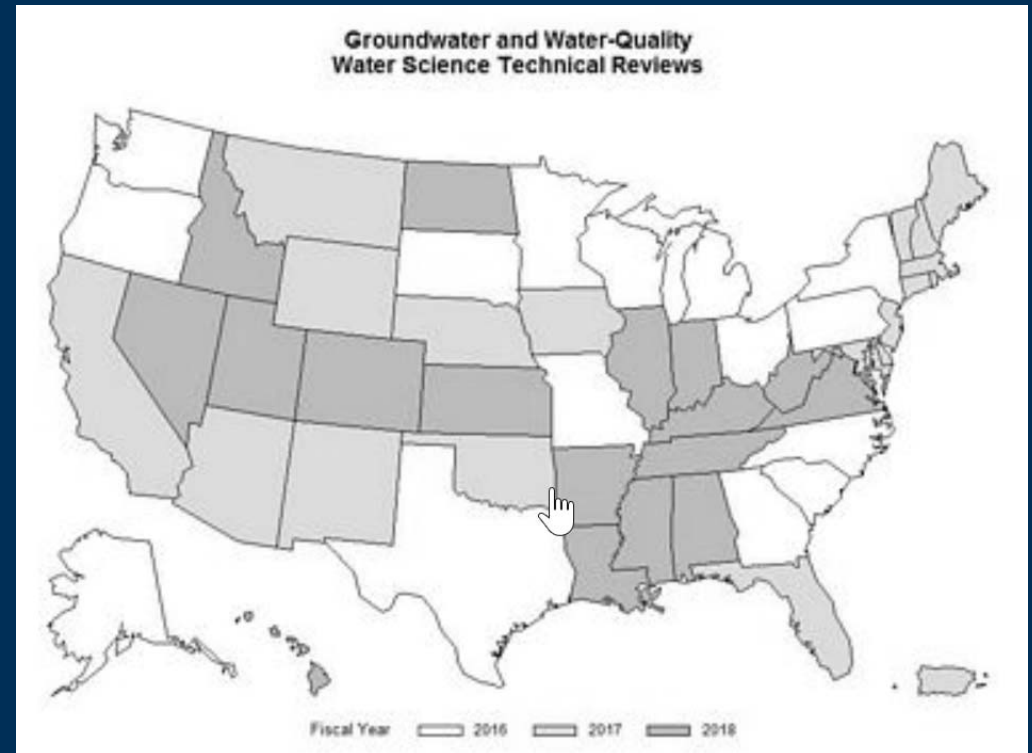 Groundwater and Water-Quality
Water Science Technical Reviews
Fiscal Year 2016 2017 2018